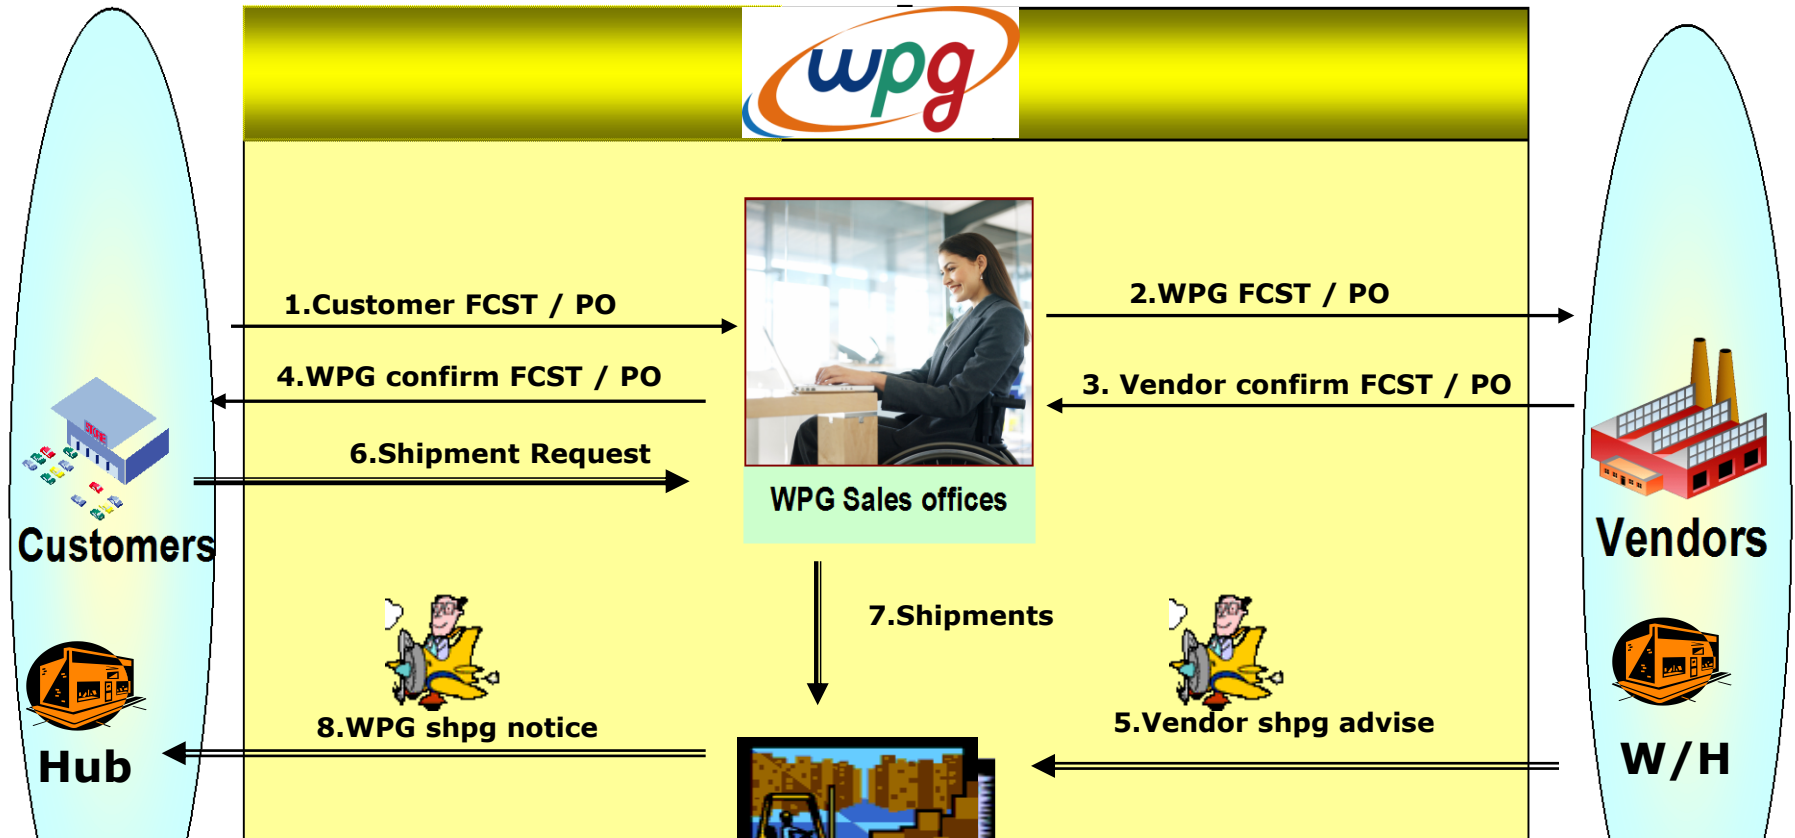 wpg
1.Customer FCST / PO
2.WPG FCST / PO
4.WPG confirm FCST / PO
3. Vendor confirm FCST / PO
STORE
6.Shipment Request
WPG Sales offices
Customers
Vendors
7.Shipments
8.WPG shpg notice
5.Vendor shpg advise
Hub
W/H